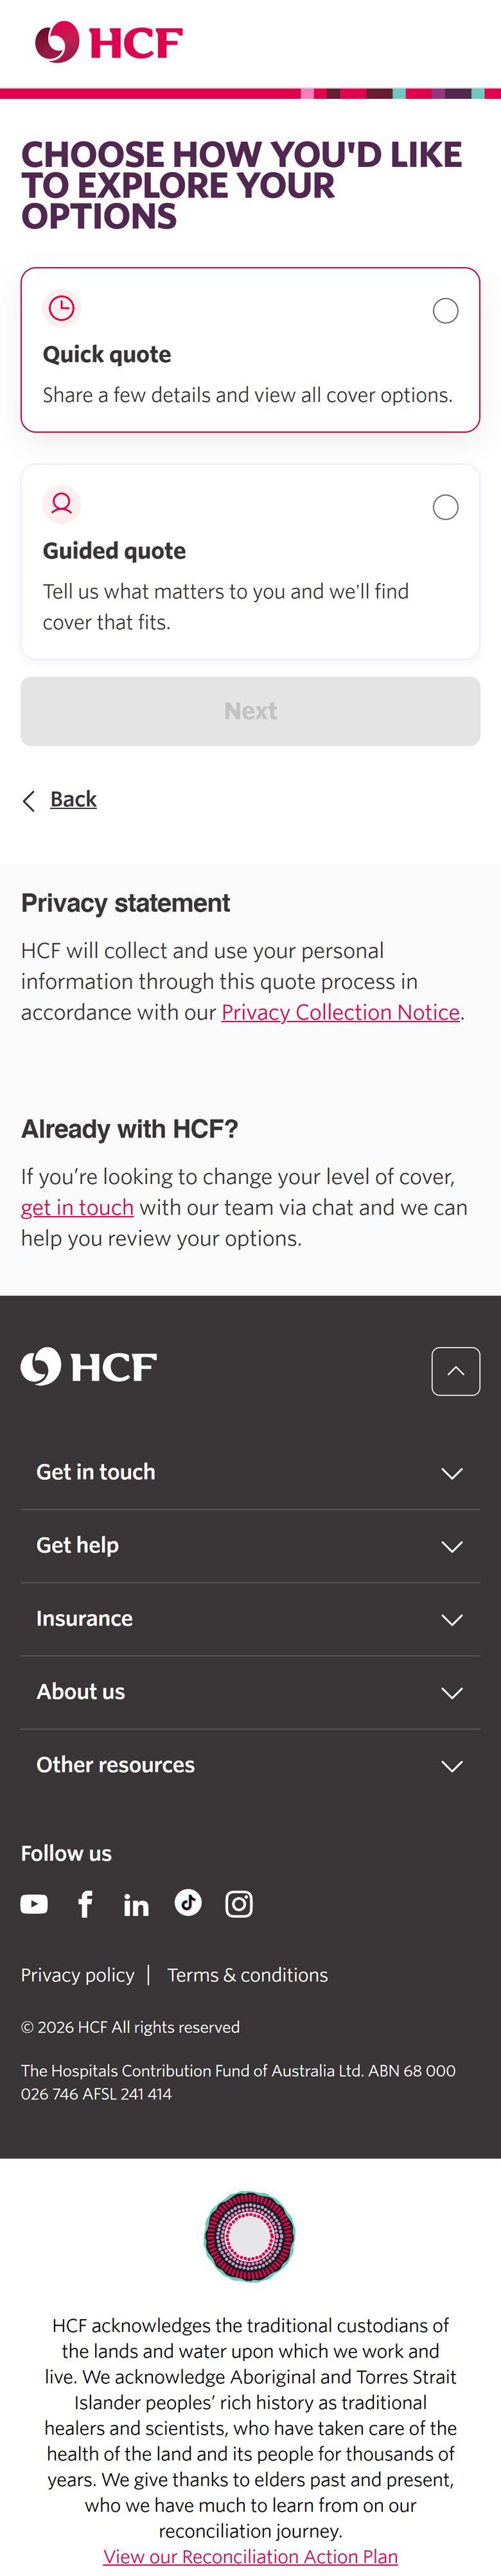 HCF
CHOOSE HOW YOU'D LIKE
TO EXPLORE YOUR
OPTIONS
Quick quote
Share a few details and view all cover options.
Guided quote
Tell us what matters to you and we'll find
cover that fits.
Next
Back
Privacy statement
HCF will collect and use your personal
information through this quote process in
accordance with our Privacy Collection Notice.
Already with HCF?
If you’re looking to change your level of cover,
get in touch with our team via chat and we can
help you review your options.
HCF
Get in touch
Get help
Insurance
About us
Other resources
Follow us
Privacy policy
Terms & conditions
© 2026 HCF All rights reserved
The Hospitals Contribution Fund of Australia Ltd. ABN 68 000
026 746 AFSL 241 414
HCF acknowledges the traditional custodians of
the lands and water upon which we work and
live. We acknowledge Aboriginal and Torres Strait
Islander peoples’ rich history as traditional
healers and scientists, who have taken care of the
health of the land and its people for thousands of
years. We give thanks to elders past and present,
who we have much to learn from on our
reconciliation journey.
View our Reconciliation Action Plan